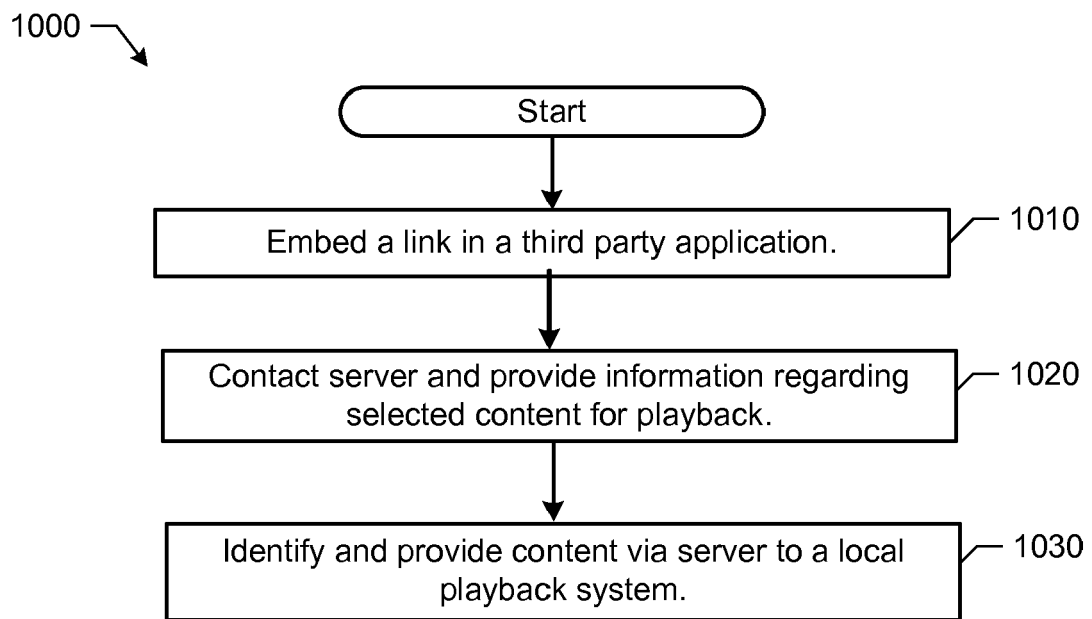 1000
Start
Embed a link in a third party application.
1010
Contact server and provide information regarding
selected content for playback.
1020
Identify and provide content via server to a local
playback system.
1030